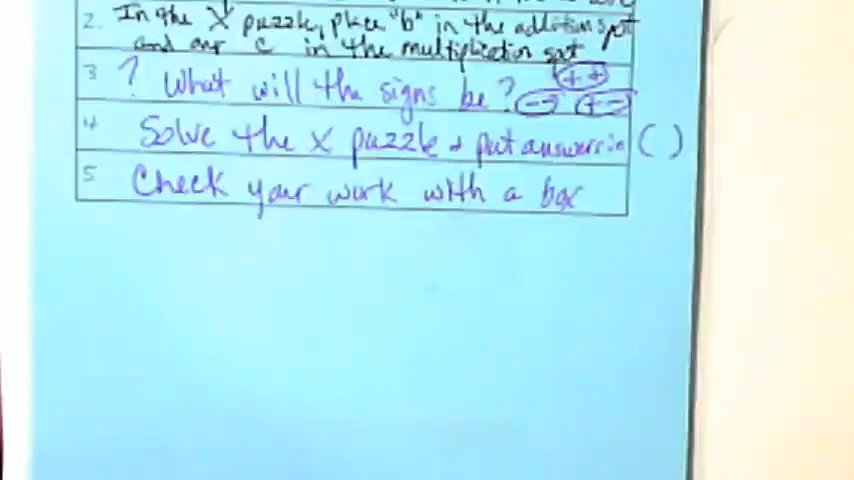 2. In the X puzzle, place "b" in the addition spot
and our c in the multiplication spot
3 ? What will the signs be? ++
-- +-
4 Solve the X puzzle + put answers in ( )
5 Check your work with a box